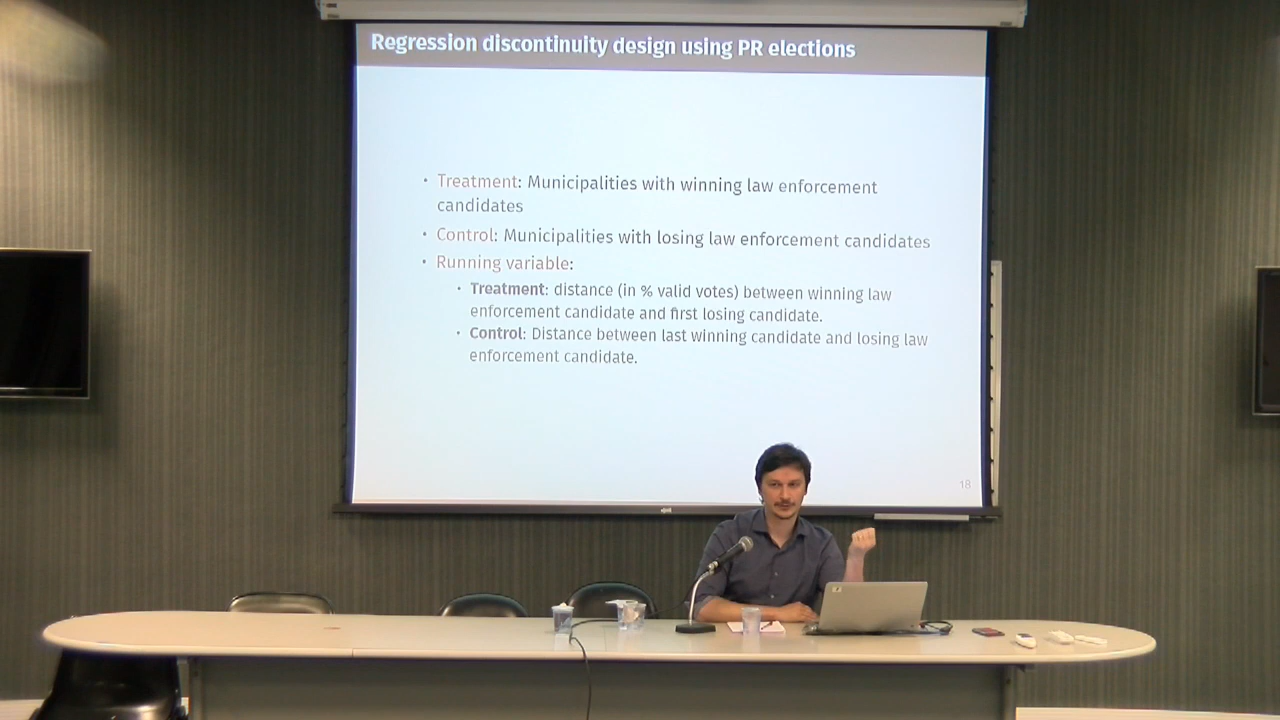 Regression discontinuity design using PR elections
• Treatment: Municipalities with winning law enforcement
candidates
• Control: Municipalities with losing law enforcement candidates
• Running variable:
• Treatment: distance (in % valid votes) between winning law
enforcement candidate and first losing candidate.
• Control: Distance between last winning candidate and losing law
enforcement candidate.
18